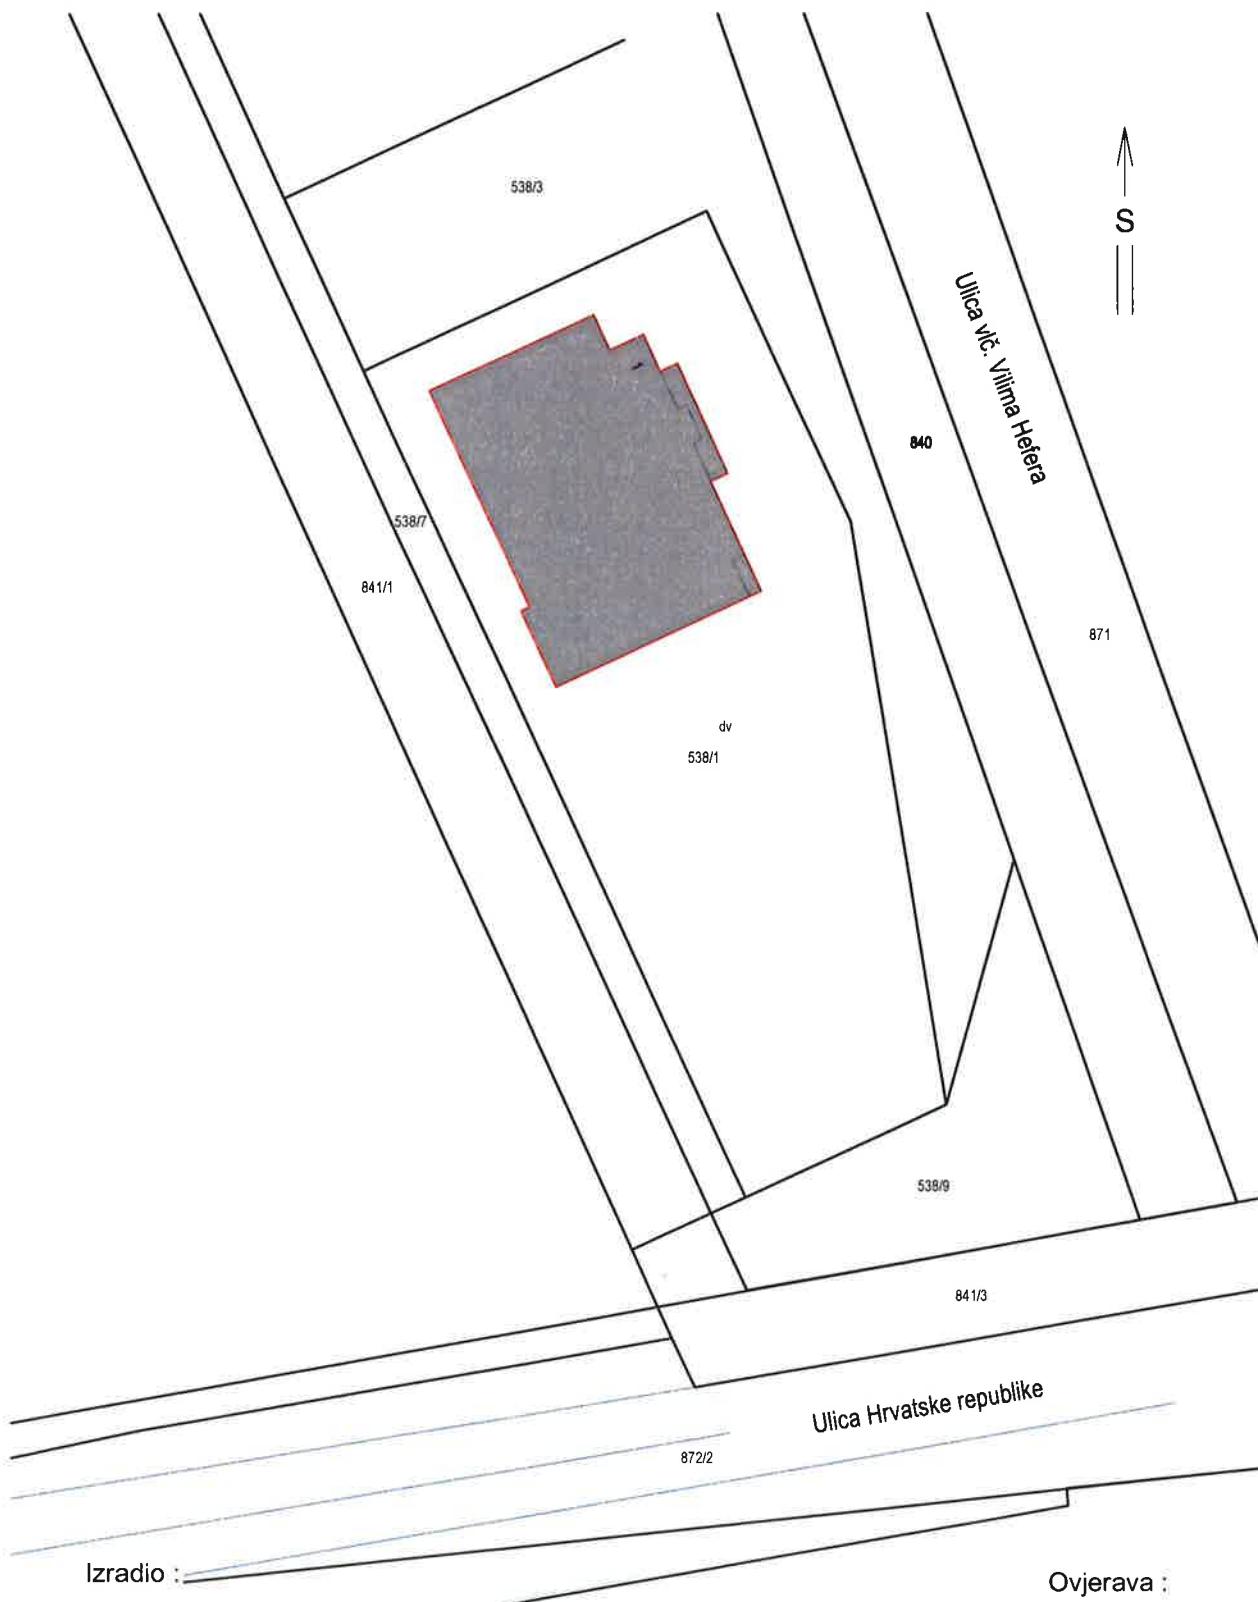 538/3
S
Ulica vlč. Vilima Hefera
840
538/7
841/1
871
dv
538/1
538/9
841/3
Ulica Hrvatske republike
872/2
Izradio :
Ovjerava :